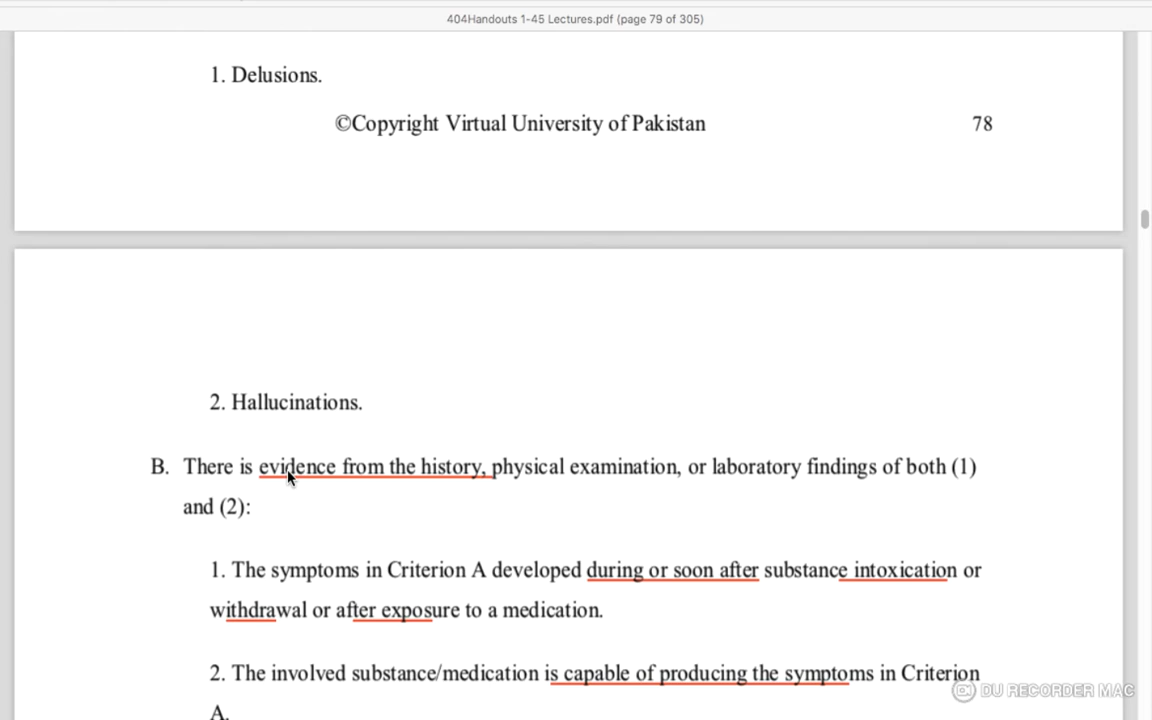 404Handouts 1-45 Lectures.pdf (page 79 of 305)
1. Delusions.
©Copyright Virtual University of Pakistan 78
2. Hallucinations.
B. There is evidence from the history, physical examination, or laboratory findings of both (1)
and (2):
1. The symptoms in Criterion A developed during or soon after substance intoxication or
withdrawal or after exposure to a medication.
2. The involved substance/medication is capable of producing the symptoms in Criterion
A.
DU RECORDER MAC